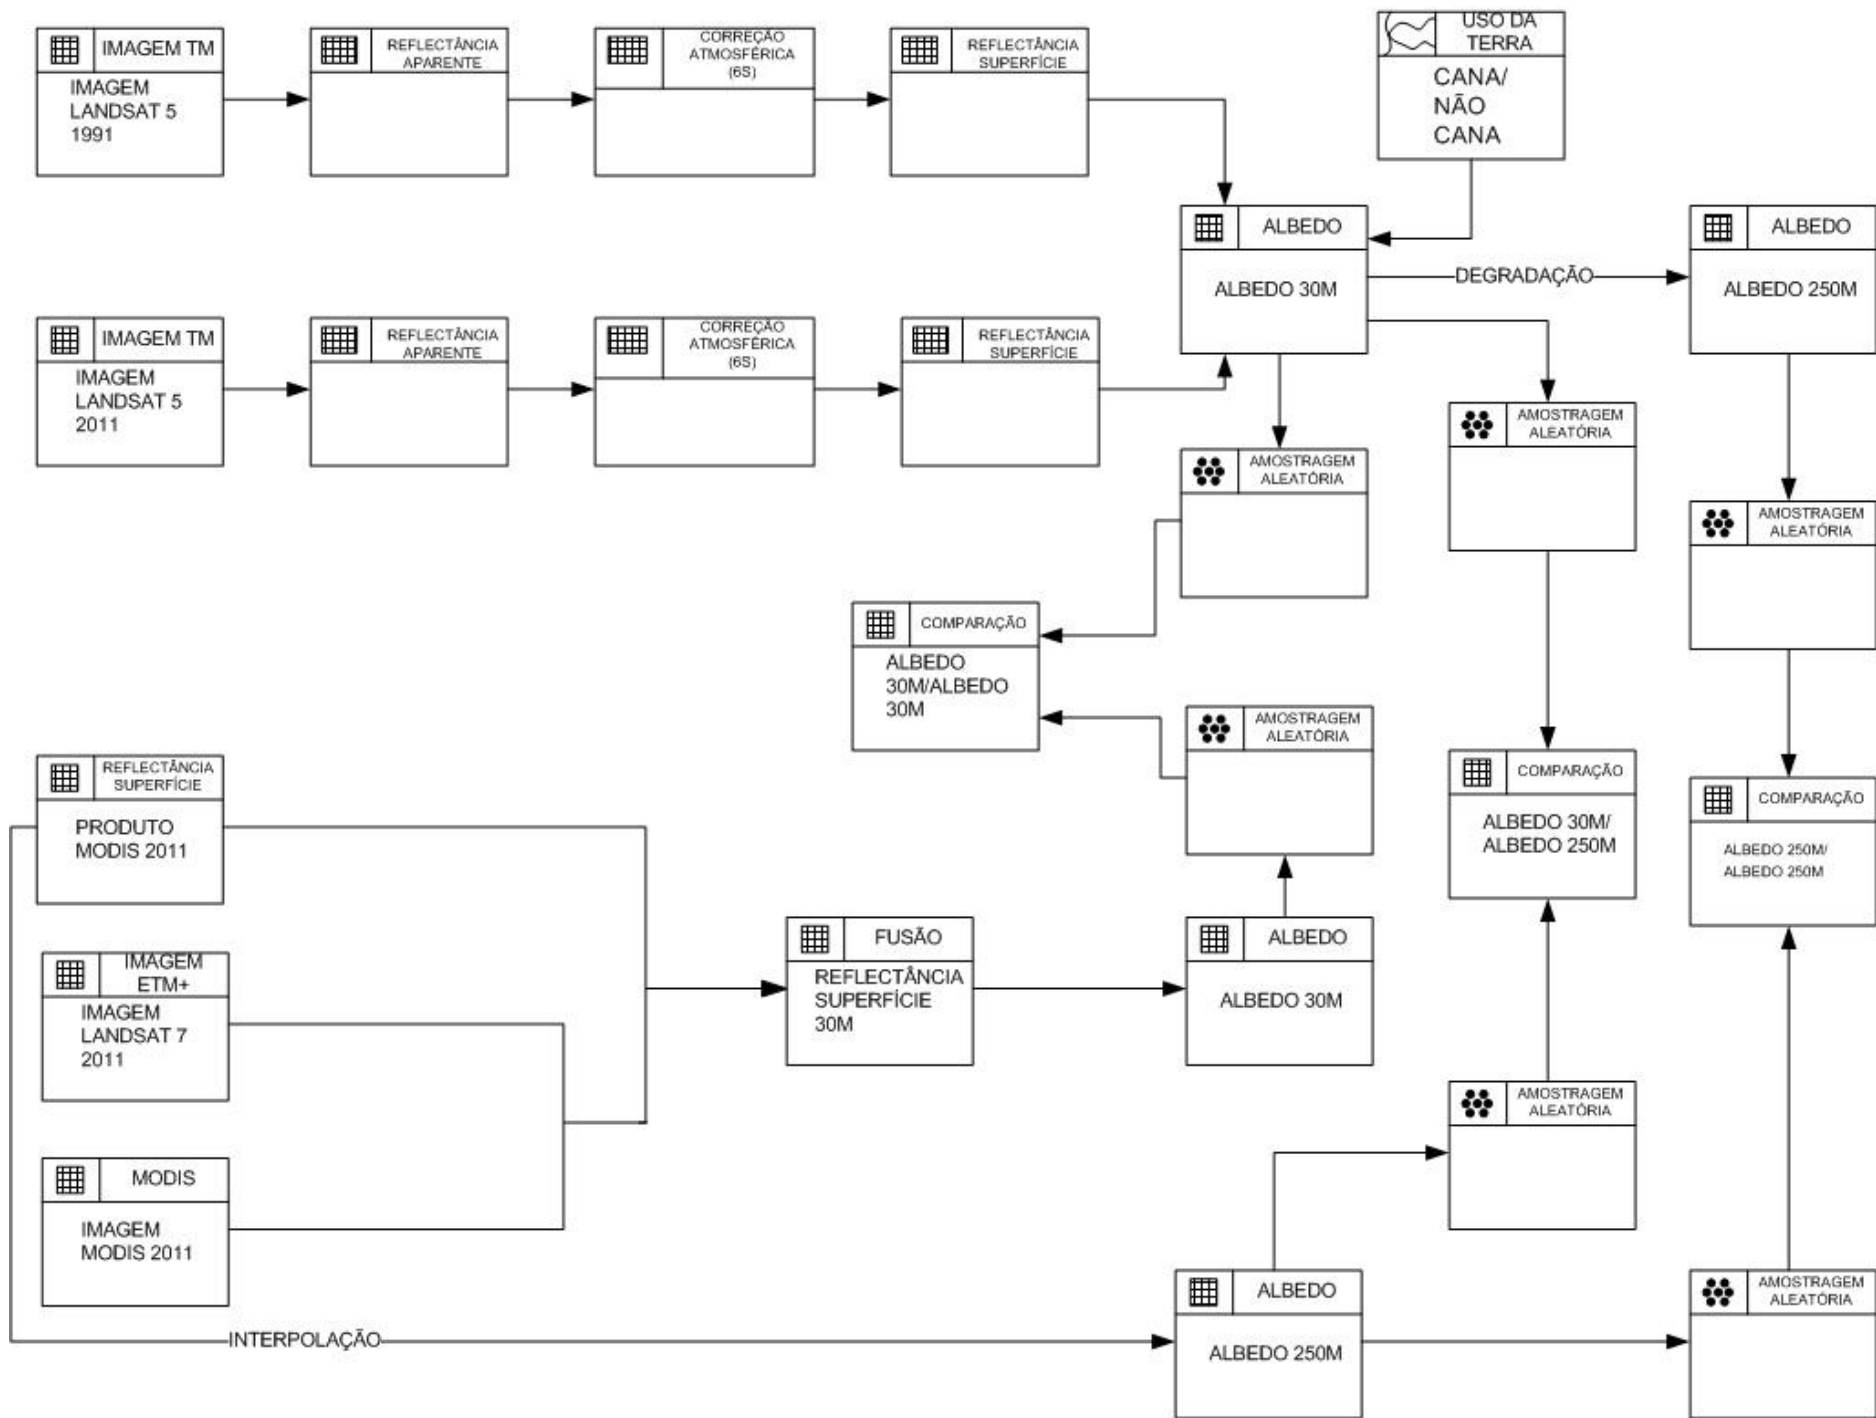 IMAGEM TM
IMAGEM
LANDSAT 5
1991
REFLECTÂNCIA
APARENTE
CORREÇÃO
ATMOSFÉRICA
(6S)
REFLECTÂNCIA
SUPERFÍCIE
USO DA
TERRA
CANA/
NÃO
CANA
ALBEDO
ALBEDO 30M
DEGRADAÇÃO
ALBEDO
ALBEDO 250M
IMAGEM TM
IMAGEM
LANDSAT 5
2011
REFLECTÂNCIA
APARENTE
CORREÇÃO
ATMOSFÉRICA
(6S)
REFLECTÂNCIA
SUPERFÍCIE
AMOSTRAGEM
ALEATÓRIA
AMOSTRAGEM
ALEATÓRIA
AMOSTRAGEM
ALEATÓRIA
COMPARAÇÃO
ALBEDO
30M/ALBEDO
30M
AMOSTRAGEM
ALEATÓRIA
COMPARAÇÃO
ALBEDO 30M/
ALBEDO 250M
COMPARAÇÃO
ALBEDO 250M/
ALBEDO 250M
REFLECTÂNCIA
SUPERFÍCIE
PRODUTO
MODIS 2011
IMAGEM
ETM+
IMAGEM
LANDSAT 7
2011
FUSÃO
REFLECTÂNCIA
SUPERFÍCIE
30M
ALBEDO
ALBEDO 30M
MODIS
IMAGEM
MODIS 2011
AMOSTRAGEM
ALEATÓRIA
INTERPOLAÇÃO
ALBEDO
ALBEDO 250M
AMOSTRAGEM
ALEATÓRIA